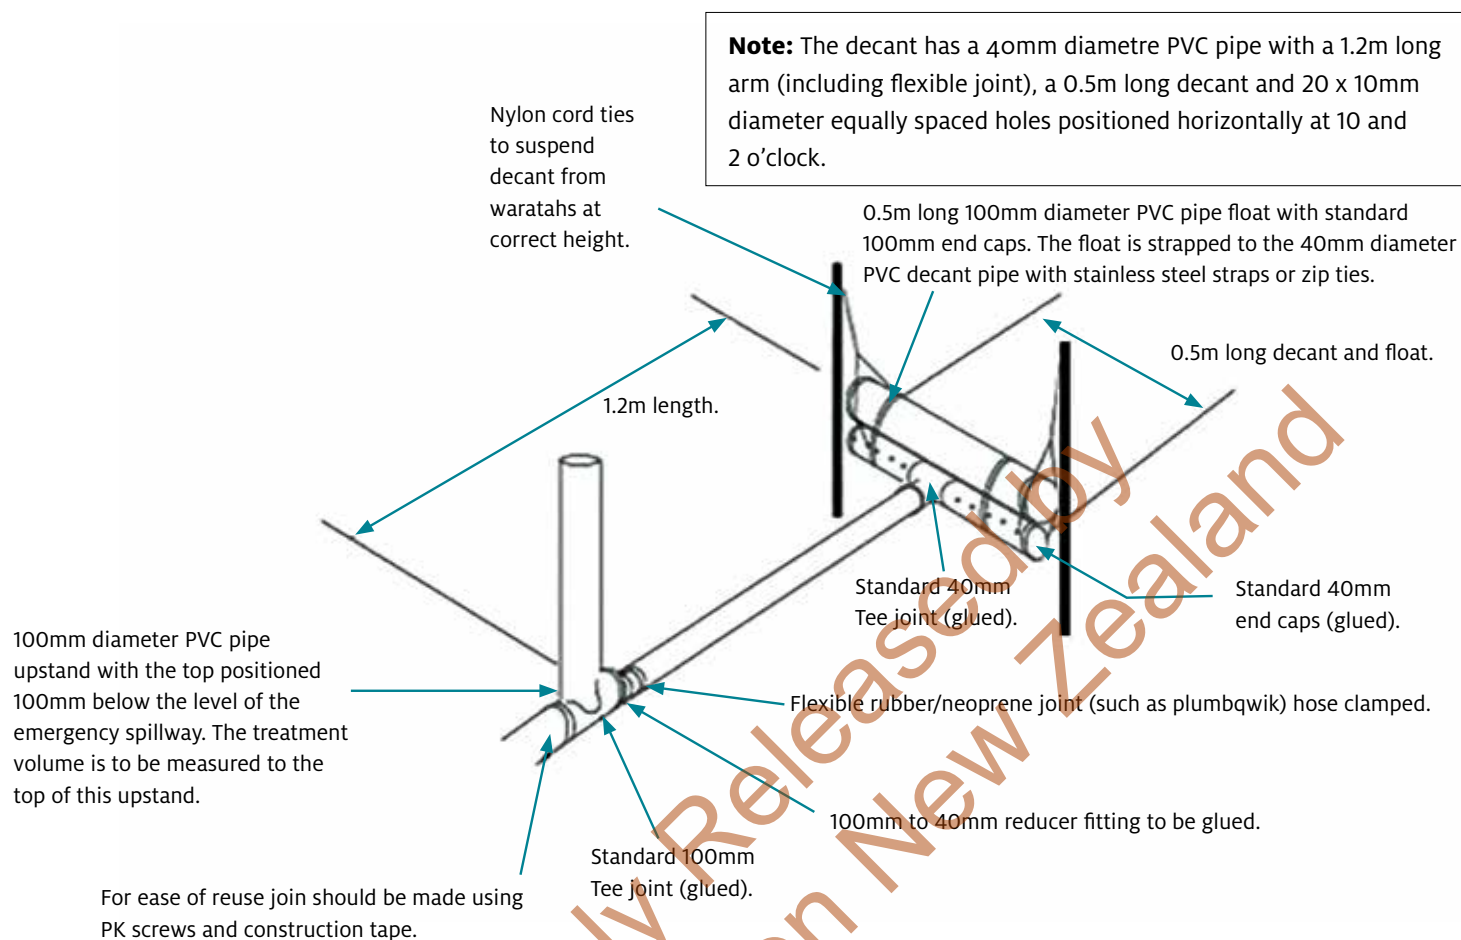 Note: The decant has a 40mm diametre PVC pipe with a 1.2m long
arm (including flexible joint), a 0.5m long decant and 20 x 10mm
diameter equally spaced holes positioned horizontally at 10 and
2 o'clock.
Nylon cord ties
to suspend
decant from
waratahs at
correct height.
0.5m long 100mm diameter PVC pipe float with standard
100mm end caps. The float is strapped to the 40mm diameter
PVC decant pipe with stainless steel straps or zip ties.
0.5m long decant and float.
1.2m length.
Standard 40mm
Tee joint (glued).
Standard 40mm
end caps (glued).
100mm diameter PVC pipe
upstand with the top positioned
100mm below the level of the
emergency spillway. The treatment
volume is to be measured to the
top of this upstand.
Flexible rubber/neoprene joint (such as plumbqwik) hose clamped.
100mm to 40mm reducer fitting to be glued.
Standard 100mm
Tee joint (glued).
For ease of reuse join should be made using
PK screws and construction tape.
ly Released by
en New Zealand